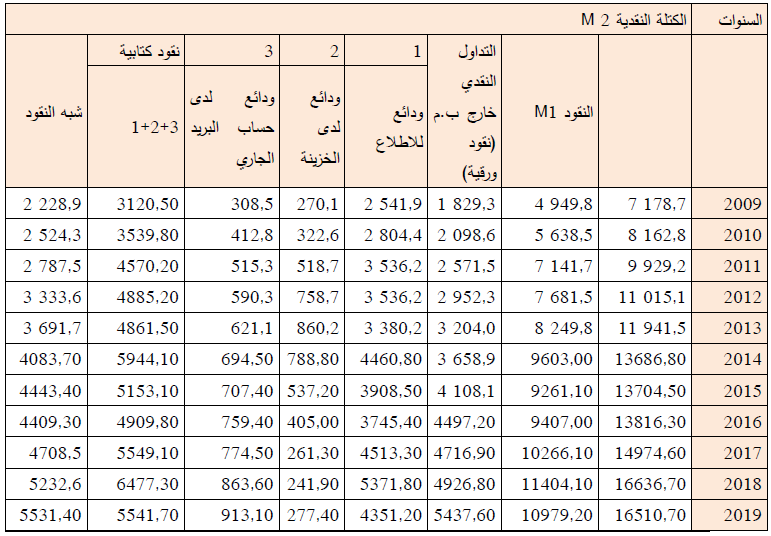 السنوات الكتلة النقدية M 2
النقود M1 التداول النقدي خارج ب.م (نقود ورقية) 1 2 3 نقود كتابية شبه النقود
ودائع للاطلاع ودائع لدى الخزينة ودائع لدى حساب البريد الجاري 1+2+3
2009 7 178,7 4 949,8 1 829,3 2 541,9 270,1 308,5 3120,50 2 228,9
2010 8 162,8 5 638,5 2 098,6 2 804,4 322,6 412,8 3539,80 2 524,3
2011 9 929,2 7 141,7 2 571,5 3 536,2 518,7 515,3 4570,20 2 787,5
2012 11 015,1 7 681,5 2 952,3 3 536,2 758,7 590,3 4885,20 3 333,6
2013 11 941,5 8 249,8 3 204,0 3 380,2 860,2 621,1 4861,50 3 691,7
2014 13686,80 9603,00 3 658,9 4460,80 788,80 694,50 5944,10 4083,70
2015 13704,50 9261,10 4 108,1 3908,50 537,20 707,40 5153,10 4443,40
2016 13816,30 9407,00 4497,20 3745,40 405,00 759,40 4909,80 4409,30
2017 14974,60 10266,10 4716,90 4513,30 261,30 774,50 5549,10 4708,5
2018 16636,70 11404,10 4926,80 5371,80 241,90 863,60 6477,30 5232,6
2019 16510,70 10979,20 5437,60 4351,20 277,40 913,10 5541,70 5531,40